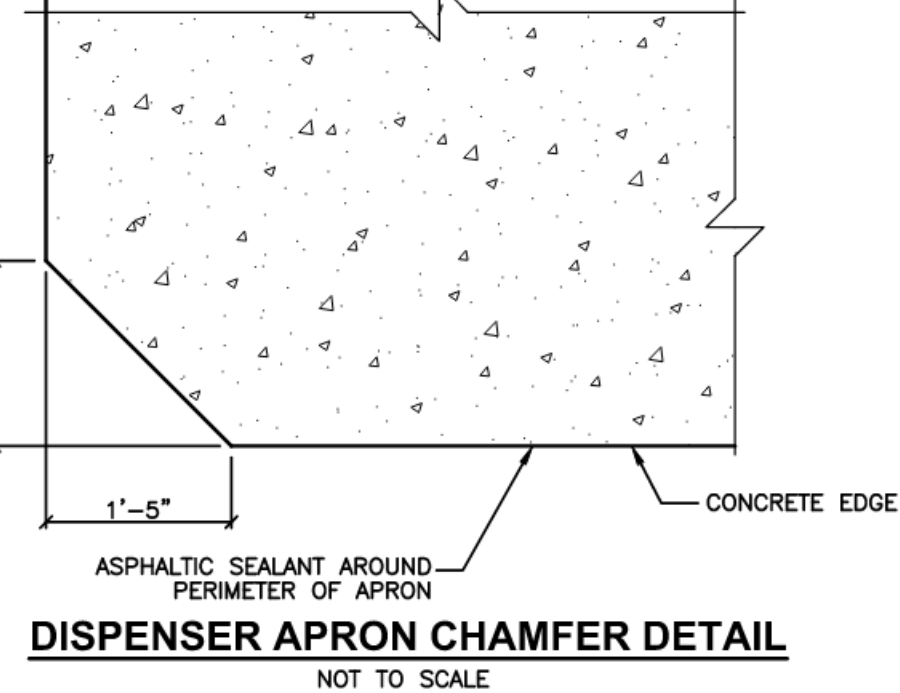 1'-5"
CONCRETE EDGE
ASPHALTIC SEALANT AROUND
PERIMETER OF APRON
DISPENSER APRON CHAMFER DETAIL
NOT TO SCALE